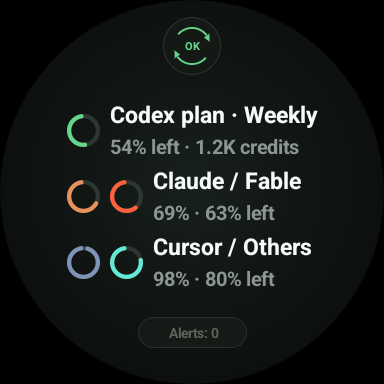 OK
Codex plan · Weekly
54% left · 1.2K credits
Claude / Fable
69% · 63% left
Cursor / Others
98% · 80% left
Alerts: 0